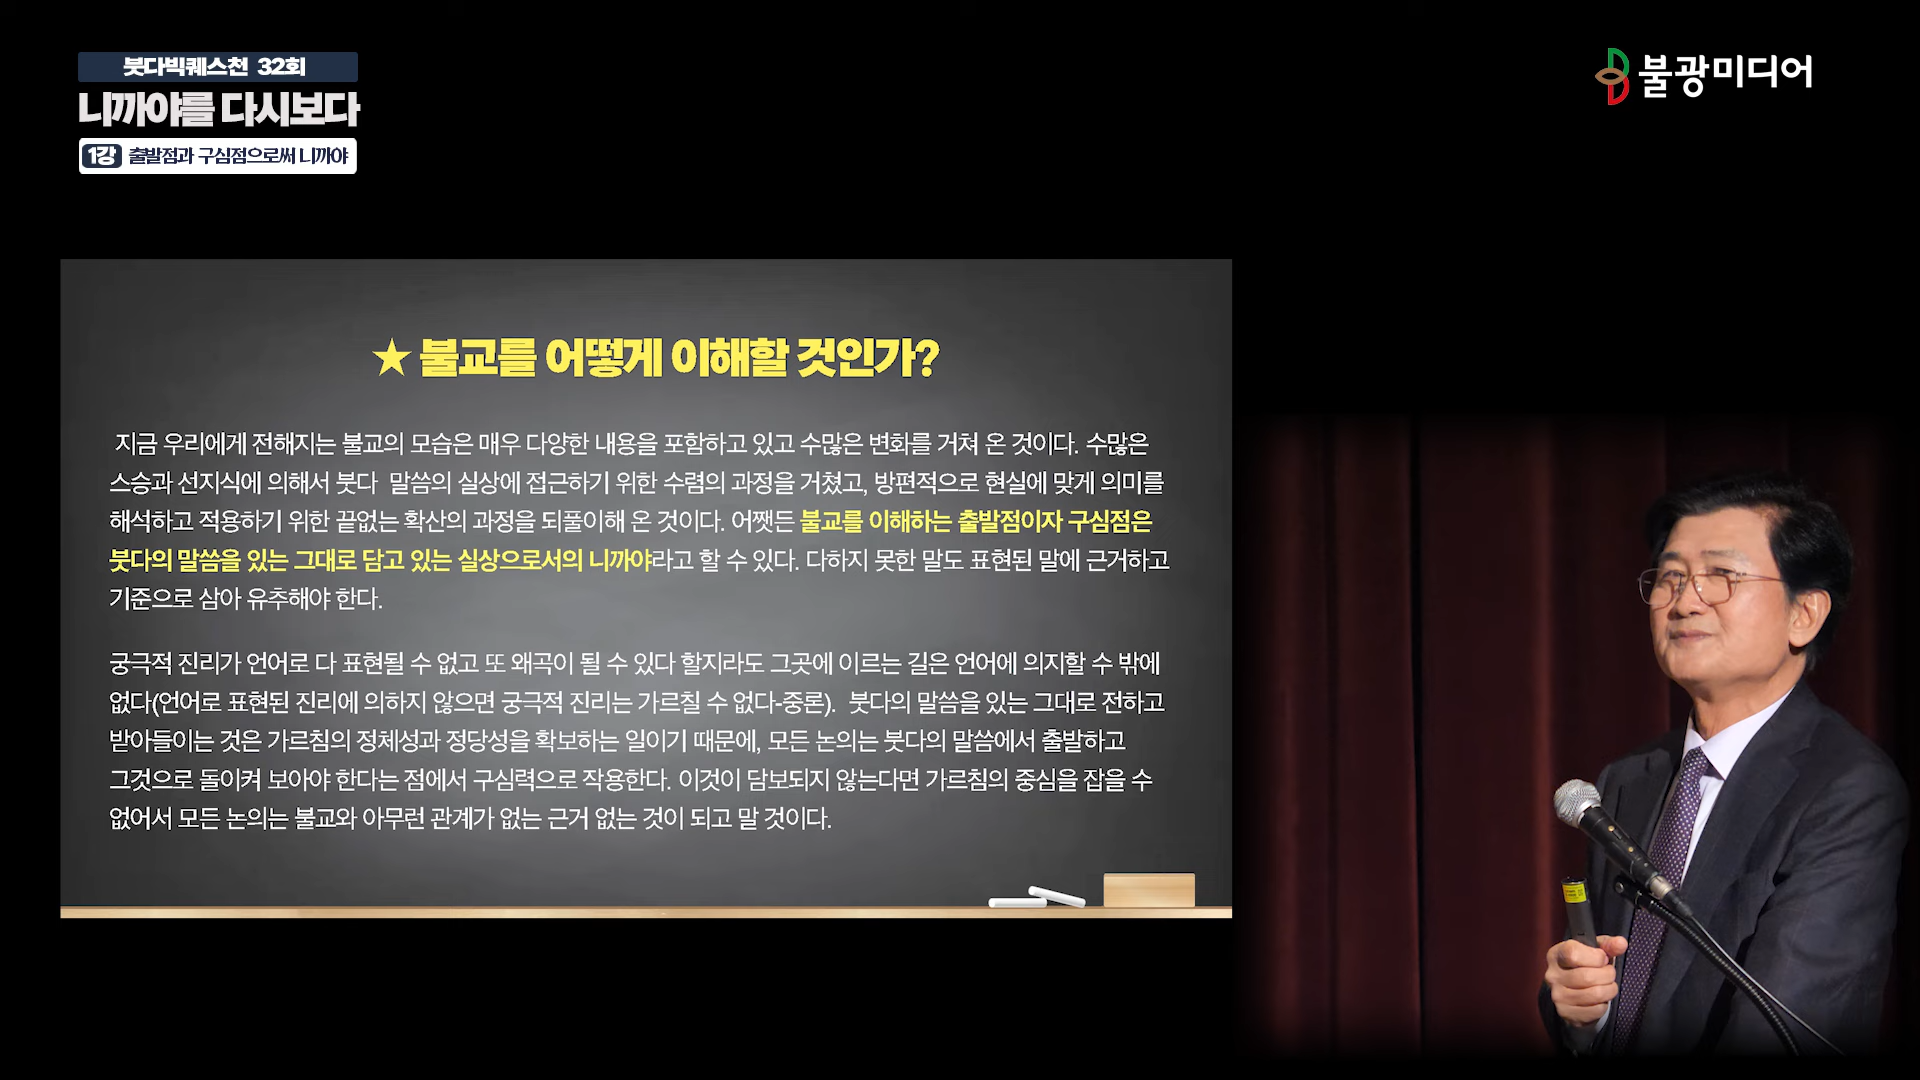 붓다빅퀘스천 32회
니까야를 다시보다
1강 출발점과 구심점으로써 니까야
불광미디어
★ 불교를 어떻게 이해할 것인가?
지금 우리에게 전해지는 불교의 모습은 매우 다양한 내용을 포함하고 있고 수많은 변화를 거쳐 온 것이다. 수많은
스승과 선지식에 의해서 붓다 말씀의 실상에 접근하기 위한 수렴의 과정을 거쳤고, 방편적으로 현실에 맞게 의미를
해석하고 적용하기 위한 끝없는 확산의 과정을 되풀이해 온 것이다. 어쨋든 불교를 이해하는 출발점이자 구심점은
붓다의 말씀을 있는 그대로 담고 있는 실상으로서의 니까야라고 할 수 있다. 다하지 못한 말도 표현된 말에 근거하고
기준으로 삼아 유추해야 한다.
궁극적 진리가 언어로 다 표현될 수 없고 또 왜곡이 될 수 있다 할지라도 그곳에 이르는 길은 언어에 의지할 수 밖에
없다(언어로 표현된 진리에 의하지 않으면 궁극적 진리는 가르칠 수 없다-중론). 붓다의 말씀을 있는 그대로 전하고
받아들이는 것은 가르침의 정체성과 정당성을 확보하는 일이기 때문에, 모든 논의는 붓다의 말씀에서 출발하고
그것으로 돌이켜 보아야 한다는 점에서 구심력으로 작용한다. 이것이 담보되지 않는다면 가르침의 중심을 잡을 수
없어서 모든 논의는 불교와 아무런 관계가 없는 근거 없는 것이 되고 말 것이다.